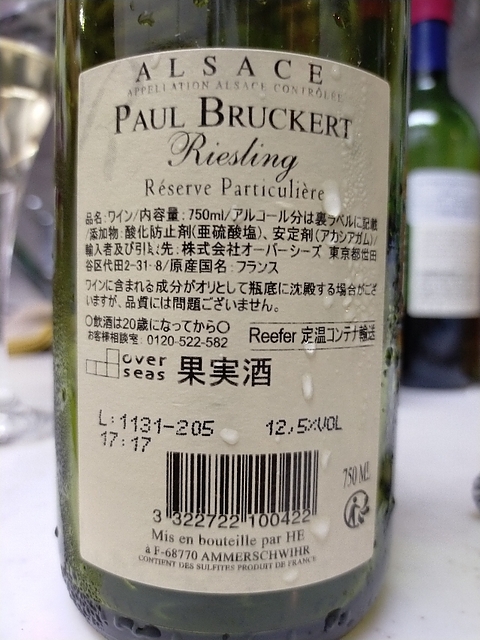 ALSACE
APPELLATION ALSACE CONTRÔLÉE
PAUL BRUCKERT
Riesling
Réserve Particulière
品名:ワイン/内容量:750ml/アルコール分は裏ラベルに記載
/添加物:酸化防止剤(亜硫酸塩)、安定剤(アカシアガム)/
輸入者及び引取先:株式会社オーバーシーズ 東京都世田
谷区代田2-31-8/原産国名:フランス
ワインに含まれる成分がオリとして瓶底に沈殿する場合がござ
いますが、品質には問題ございません。
〇飲酒は20歳になってから〇
お客様相談室:0120-522-582
Reefer 定温コンテナ輸送
over
seas 果実酒
L:1131-205 12,5%VOL
17:17
750 ML
3 322722 100422
Mis en bouteille par HE
à F-68770 AMMERSCHWIHR
CONTIENT DES SULFITES PRODUIT DE FRANCE